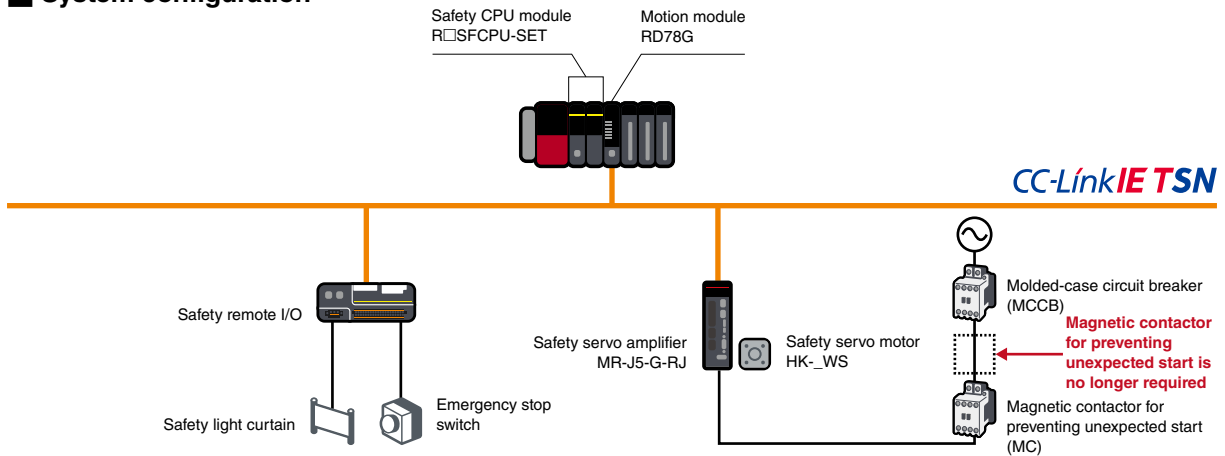 System configuration
Safety CPU module
R□SFCPU-SET
Motion module
RD78G
CC-Link IE TSN
Safety remote I/O
Safety light curtain
Emergency stop
switch
Safety servo amplifier
MR-J5-G-RJ
Safety servo motor
HK-_WS
Molded-case circuit breaker
(MCCB)
Magnetic contactor
for preventing
unexpected start is
no longer required
Magnetic contactor for
preventing unexpected start
(MC)